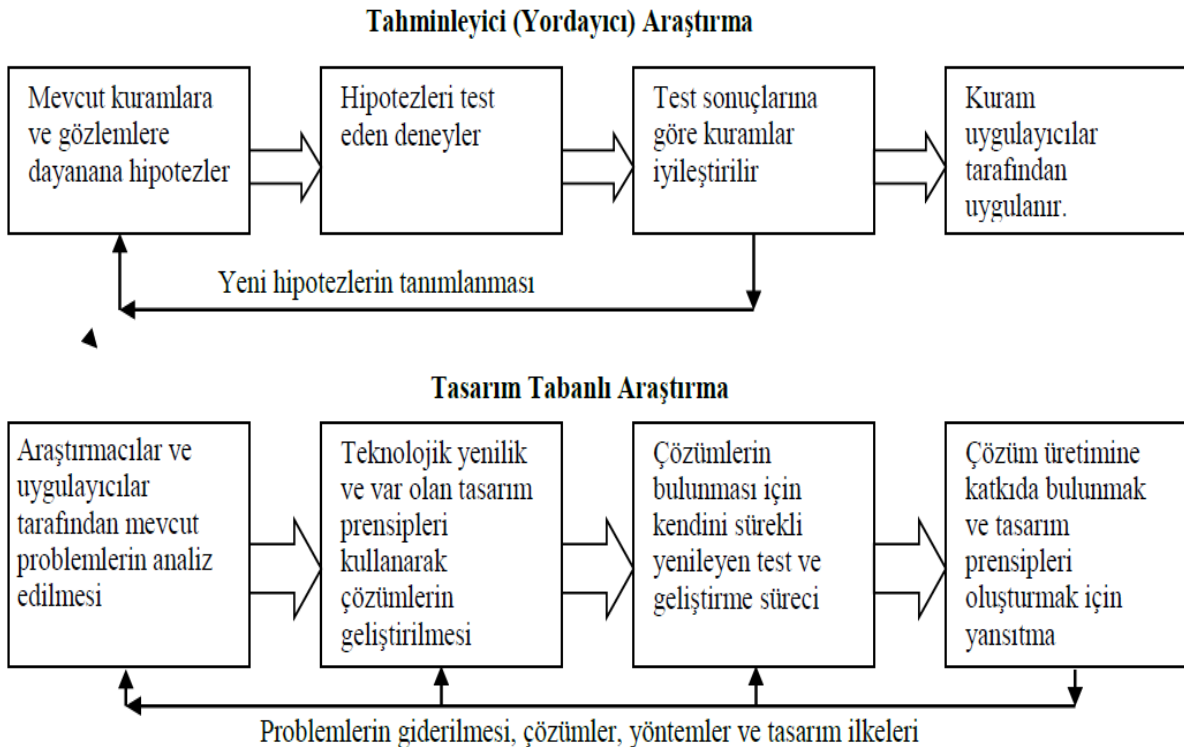 Tahminleyici (Yordayıcı) Araştırma
Mevcut kuramlara
ve gözlemlere
dayanana hipotezler
Hipotezleri test
eden deneyler
Test sonuçlarına
göre kuramlar
iyileştirilir
Kuram
uygulayıcılar
tarafından
uygulanır.
Yeni hipotezlerin tanımlanması
Tasarım Tabanlı Araştırma
Araştırmacılar ve
uygulayıcılar
tarafından mevcut
problemlerin analiz
edilmesi
Teknolojik yenilik
ve var olan tasarım
prensipleri
kullanarak
çözümlerin
geliştirilmesi
Çözümlerin
bulunması için
kendini sürekli
yenileyen test ve
geliştirme süreci
Çözüm üretimine
katkıda bulunmak
ve tasarım
prensipleri
oluşturmak için
yansıtma
Problemlerin giderilmesi, çözümler, yöntemler ve tasarım ilkeleri